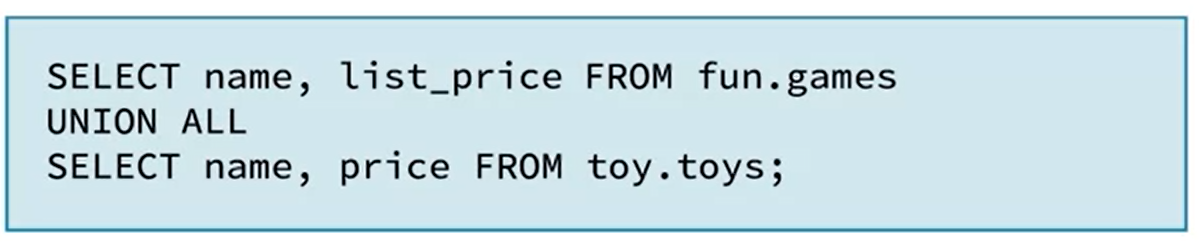 SELECT name, list_price FROM fun.games
UNION ALL
SELECT name, price FROM toy.toys;